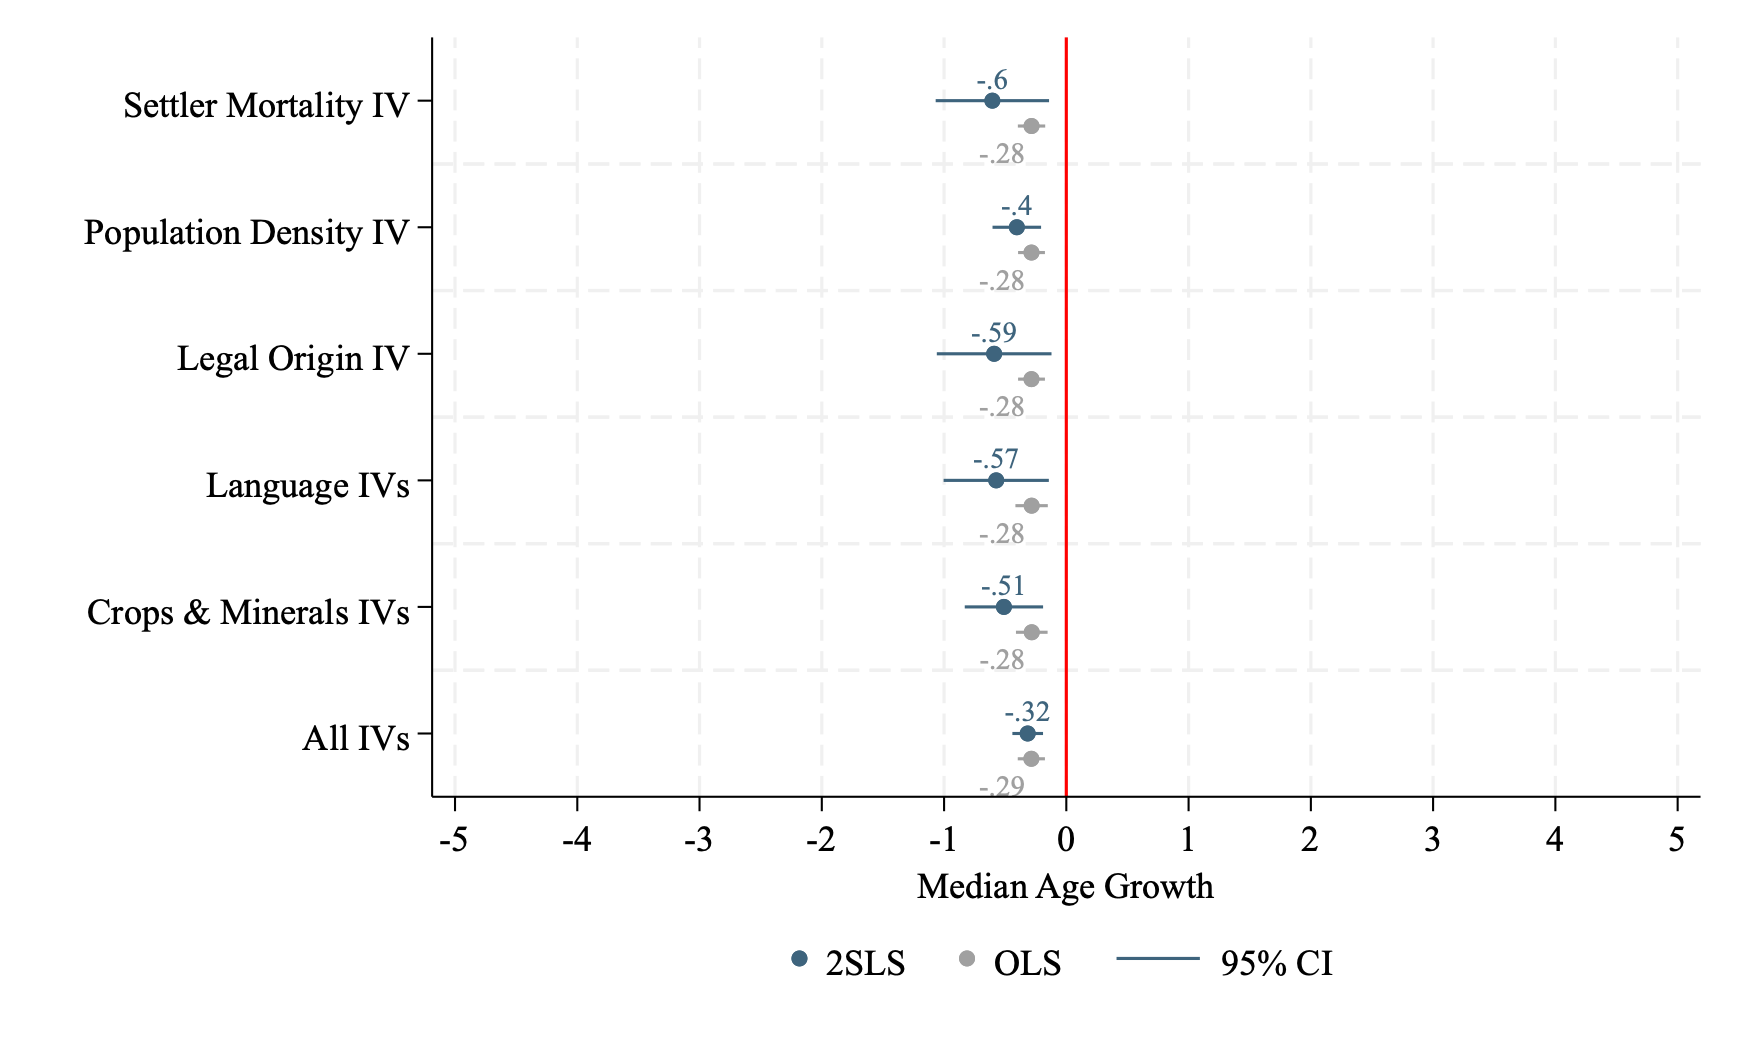 -.6
Settler Mortality IV
-.28
-.4
Population Density IV
-.28
-.59
Legal Origin IV
-.28
-.57
Language IVs
-.28
-.51
Crops & Minerals IVs
-.28
-.32
All IVs
-.29
-5 -4 -3 -2 -1 0 1 2 3 4 5
Median Age Growth
2SLS OLS 95% CI